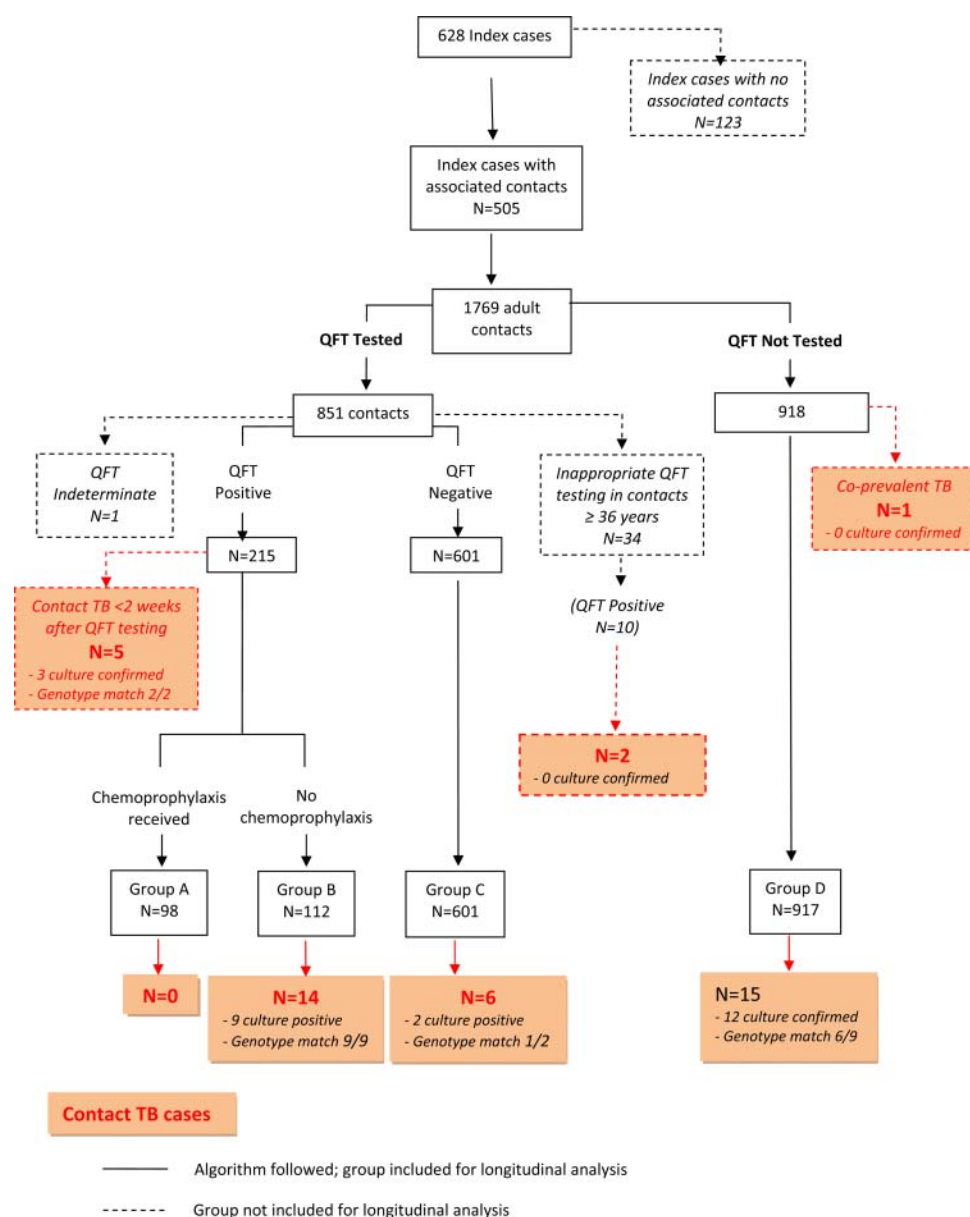 628 Index cases
Index cases with no
associated contacts
N=123
Index cases with
associated contacts
N=505
1769 adult
contacts
QFT Tested
QFT Not Tested
851 contacts
918
QFT
Indeterminate
N=1
QFT
Positive
QFT
Negative
Inappropriate QFT
testing in contacts
≥ 36 years
N=34
Co-prevalent TB
N=1
- 0 culture confirmed
N=215
N=601
Contact TB <2 weeks
after QFT testing
N=5
- 3 culture confirmed
- Genotype match 2/2
(QFT Positive
N=10)
N=2
- 0 culture confirmed
Chemoprophylaxis
received
No
chemoprophylaxis
Group A
N=98
Group B
N=112
Group C
N=601
Group D
N=917
N=0
N=14
- 9 culture positive
- Genotype match 9/9
N=6
- 2 culture positive
- Genotype match 1/2
N=15
- 12 culture confirmed
- Genotype match 6/9
Contact TB cases
Algorithm followed; group included for longitudinal analysis
Group not included for longitudinal analysis